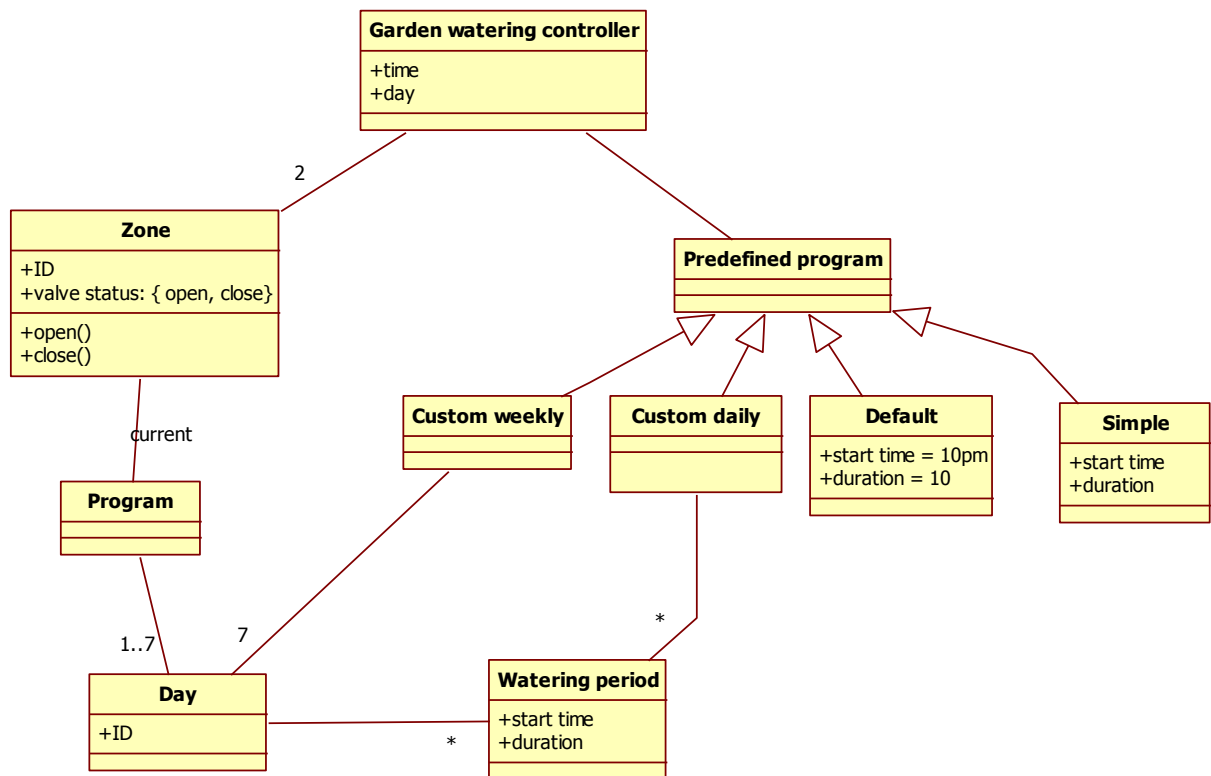 Garden watering controller
+time
+day
2
Zone
+ID
+valve status: { open, close}
+open()
+close()
Predefined program
current
Custom weekly
Custom daily
Default
+start time = 10pm
+duration = 10
Simple
+start time
+duration
Program
1..7
7
*
Day
+ID
*
Watering period
+start time
+duration